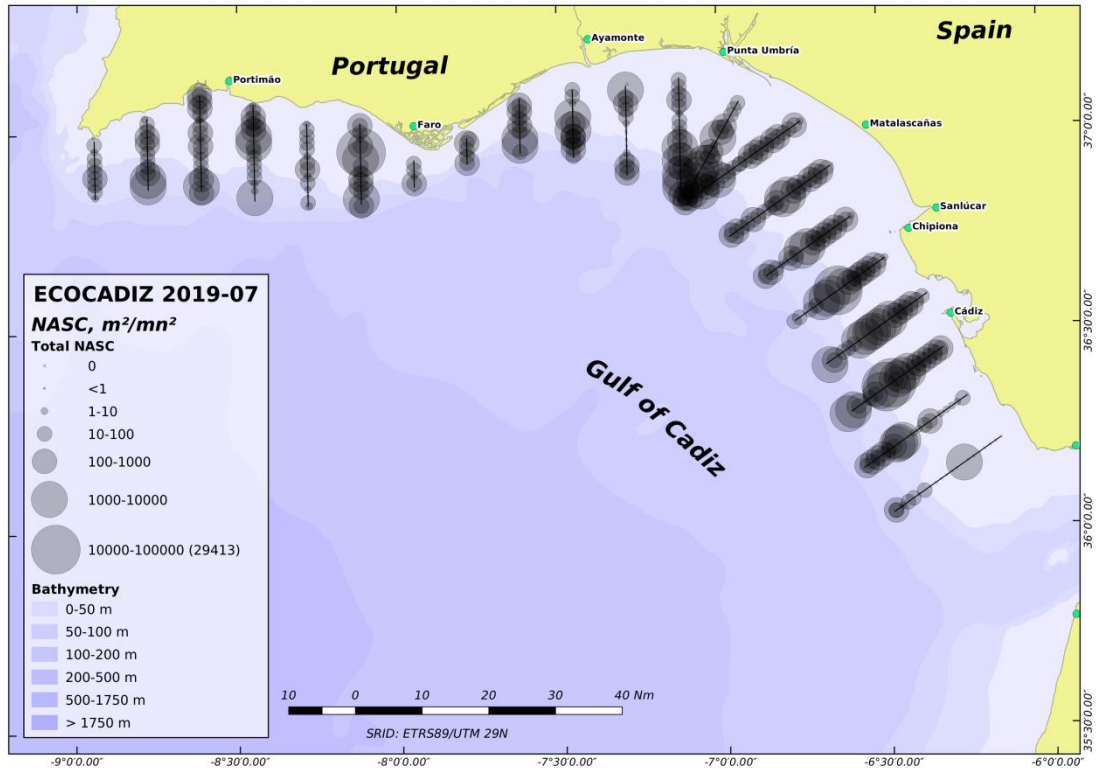 Spain
Portugal
Ayamonte
Punta Umbría
Portimão
Faro
Matalascañas
Sanlúcar
Chipiona
Cádiz
Gulf of Cadiz
37°0'0.00"
36°30'0.00"
36°0'0.00"
35°30'0.00"
ECOCADIZ 2019-07
NASC, m²/mn²
Total NASC
0
<1
1-10
10-100
100-1000
1000-10000
10000-100000 (29413)
Bathymetry
0-50 m
50-100 m
100-200 m
200-500 m
500-1750 m
> 1750 m
10 0 10 20 30 40 Nm
SRID: ETRS89/UTM 29N
-9°0'0.00" -8°30'0.00" -8°0'0.00" -7°30'0.00" -7°0'0.00" -6°30'0.00" -6°0'0.00"